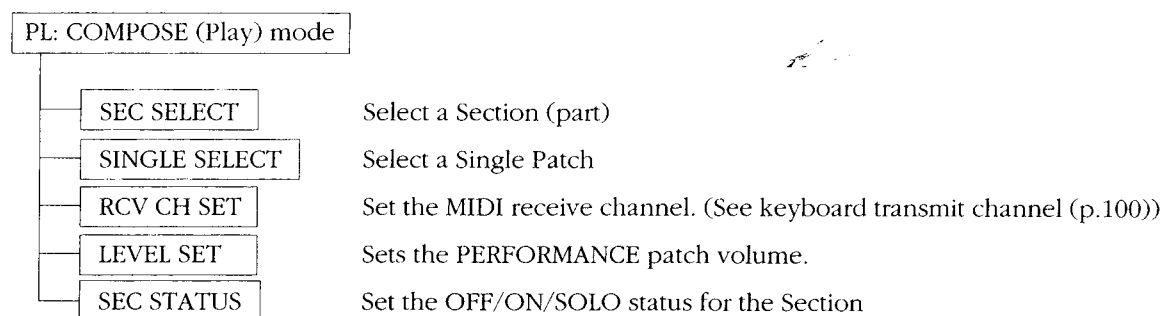 PL: COMPOSE (Play) mode
SEC SELECT Select a Section (part)
SINGLE SELECT Select a Single Patch
RCV CH SET Set the MIDI receive channel. (See keyboard transmit channel (p.100))
LEVEL SET Sets the PERFORMANCE patch volume.
SEC STATUS Set the OFF/ON/SOLO status for the Section